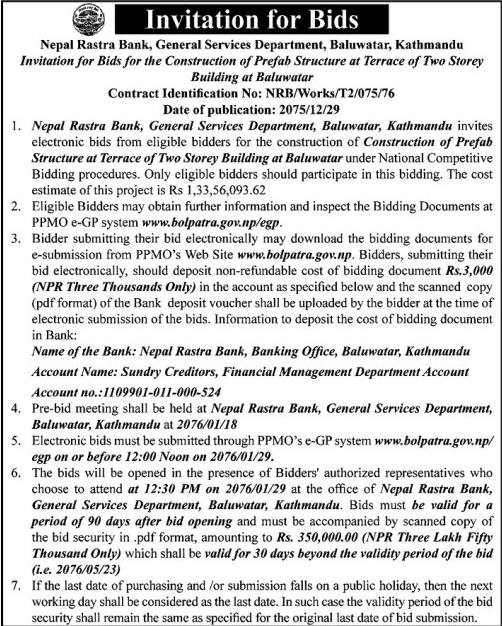 Invitation for Bids
Nepal Rastra Bank, General Services Department, Baluwatar, Kathmandu
Invitation for Bids for the Construction of Prefab Structure at Terrace of Two Storey
Building at Baluwatar
Contract Identification No: NRB/Works/T2/075/76
Date of publication: 2075/12/29
1. Nepal Rastra Bank, General Services Department, Baluwatar, Kathmandu invites
electronic bids from eligible bidders for the construction of Construction of Prefab
Structure at Terrace of Two Storey Building at Baluwatar under National Competitive
Bidding procedures. Only eligible bidders should participate in this bidding. The cost
estimate of this project is Rs 1,33,56,093.62
2. Eligible Bidders may obtain further information and inspect the Bidding Documents at
PPMO e-GP system www.bolpatra.gov.np/egp.
3. Bidder submitting their bid electronically may download the bidding documents for
e-submission from PPMO's Web Site www.bolpatra.gov.np. Bidders, submitting their
bid electronically, should deposit non-refundable cost of bidding document Rs.3,000
(NPR Three Thousands Only) in the account as specified below and the scanned copy
(pdf format) of the Bank deposit voucher shall be uploaded by the bidder at the time of
electronic submission of the bids. Information to deposit the cost of bidding document
in Bank:
Name of the Bank: Nepal Rastra Bank, Banking Office, Baluwatar, Kathmandu
Account Name: Sundry Creditors, Financial Management Department Account
Account no.:1109901-011-000-524
4. Pre-bid meeting shall be held at Nepal Rastra Bank, General Services Department,
Baluwatar, Kathmandu at 2076/01/18
5. Electronic bids must be submitted through PPMO's e-GP system www.bolpatra.gov.np/
egp on or before 12:00 Noon on 2076/01/29.
6. The bids will be opened in the presence of Bidders' authorized representatives who
choose to attend at 12:30 PM on 2076/01/29 at the office of Nepal Rastra Bank,
General Services Department, Baluwatar, Kathmandu. Bids must be valid for a
period of 90 days after bid opening and must be accompanied by scanned copy of
the bid security in .pdf format, amounting to Rs. 350,000.00 (NPR Three Lakh Fifty
Thousand Only) which shall be valid for 30 days beyond the validity period of the bid
(i.e. 2076/05/23)
7. If the last date of purchasing and /or submission falls on a public holiday, then the next
working day shall be considered as the last date. In such case the validity period of the bid
security shall remain the same as specified for the original last date of bid submission.